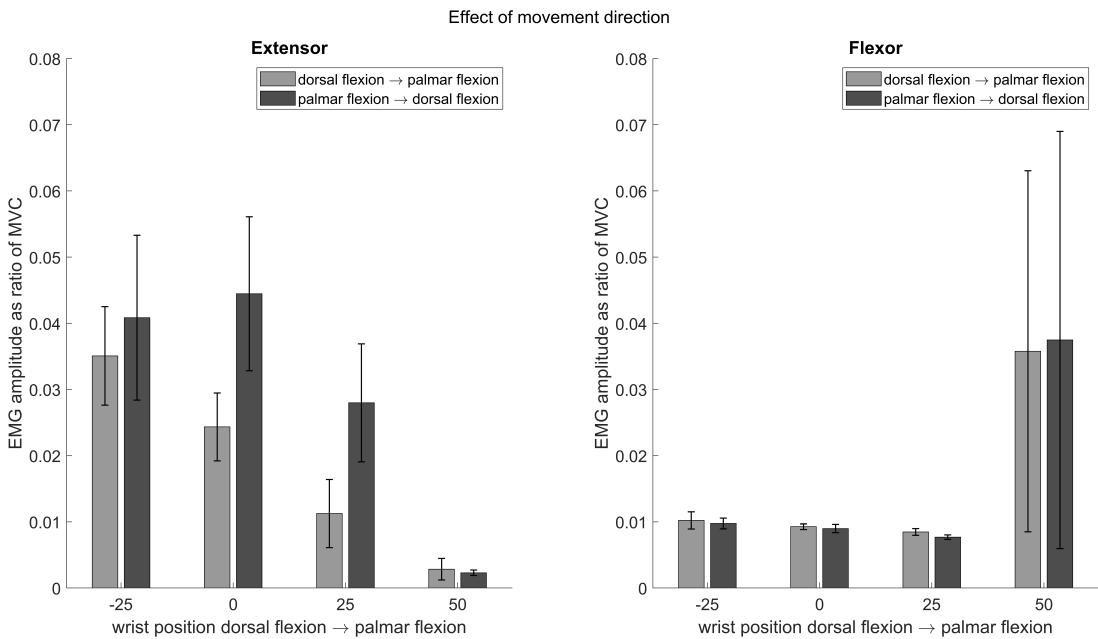 Effect of movement direction
Extensor
dorsal flexion → palmar flexion
palmar flexion → dorsal flexion
EMG amplitude as ratio of MVC
0.08
0.07
0.06
0.05
0.04
0.03
0.02
0.01
0
-25 0 25 50
wrist position dorsal flexion → palmar flexion
Flexor
dorsal flexion → palmar flexion
palmar flexion → dorsal flexion
EMG amplitude as ratio of MVC
0.08
0.07
0.06
0.05
0.04
0.03
0.02
0.01
0
-25 0 25 50
wrist position dorsal flexion → palmar flexion